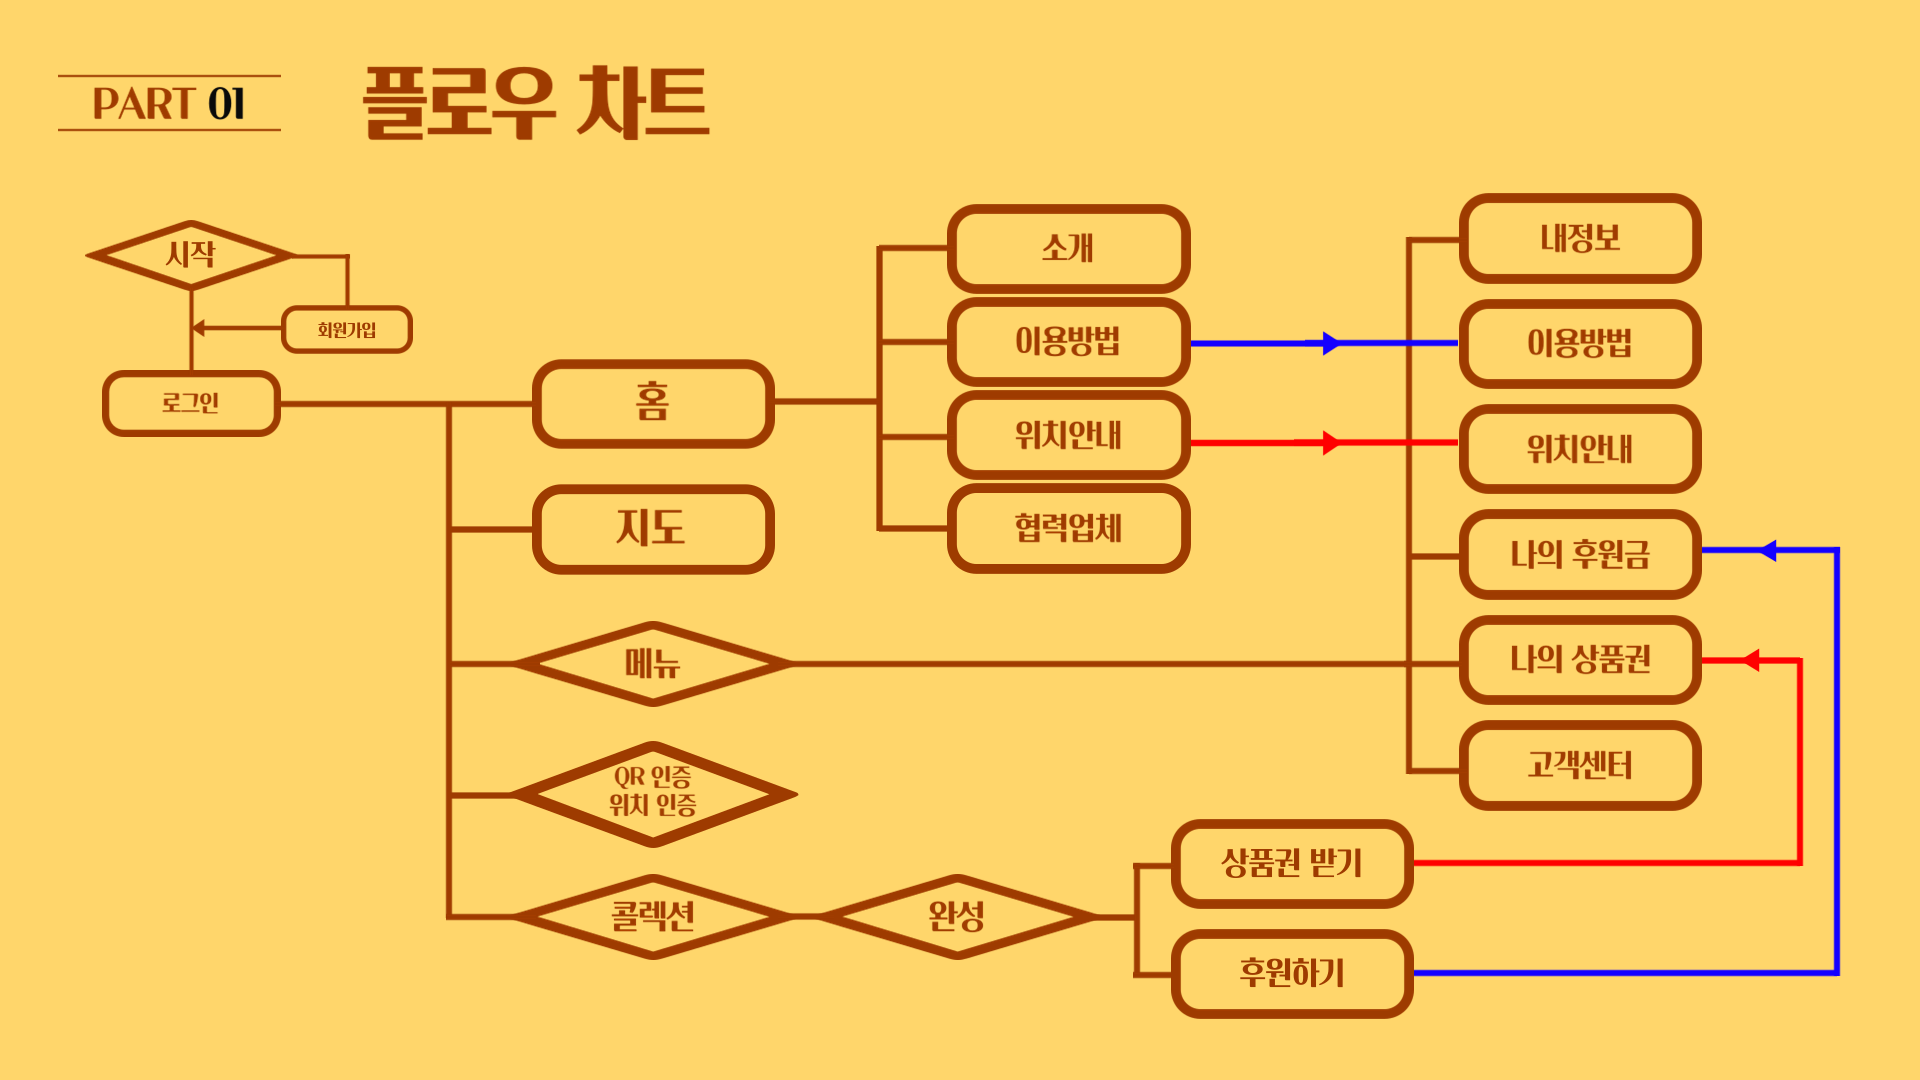 PART 01
플로우 차트
시작
회원가입
로그인
홈
지도
메뉴
QR 인증
위치 인증
콜렉션
완성
소개
이용방법
위치안내
협력업체
내정보
이용방법
위치안내
나의 후원금
나의 상품권
고객센터
상품권 받기
후원하기